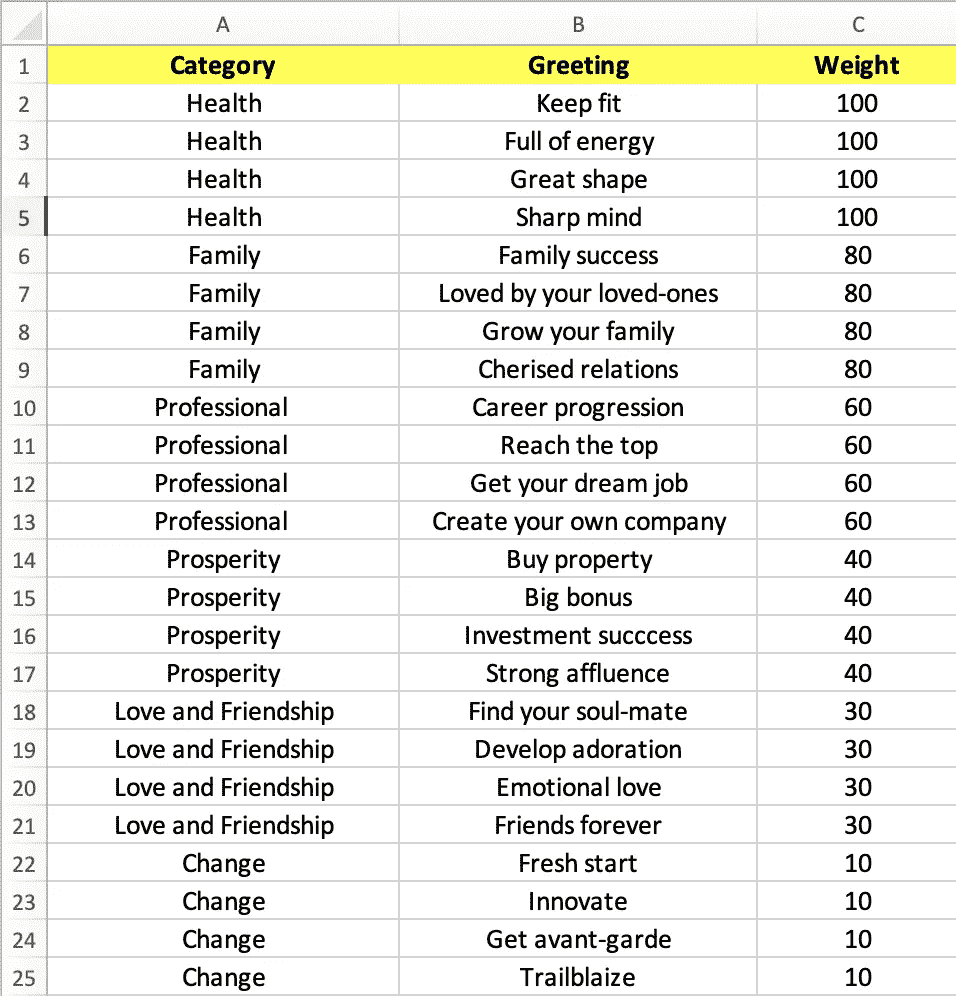 A B C
1 Category Greeting Weight
2 Health Keep fit 100
3 Health Full of energy 100
4 Health Great shape 100
5 Health Sharp mind 100
6 Family Family success 80
7 Family Loved by your loved-ones 80
8 Family Grow your family 80
9 Family Cherised relations 80
10 Professional Career progression 60
11 Professional Reach the top 60
12 Professional Get your dream job 60
13 Professional Create your own company 60
14 Prosperity Buy property 40
15 Prosperity Big bonus 40
16 Prosperity Investment succcess 40
17 Prosperity Strong affluence 40
18 Love and Friendship Find your soul-mate 30
19 Love and Friendship Develop adoration 30
20 Love and Friendship Emotional love 30
21 Love and Friendship Friends forever 30
22 Change Fresh start 10
23 Change Innovate 10
24 Change Get avant-garde 10
25 Change Trailblaize 10